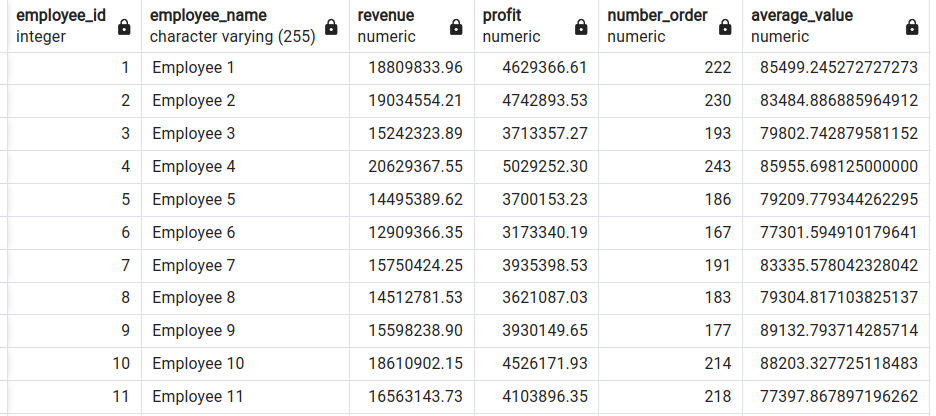 employee_id employee_name revenue profit number_order average_value
integer character varying (255) numeric numeric numeric numeric
1 Employee 1 18809833.96 4629366.61 222 85499.245272727273
2 Employee 2 19034554.21 4742893.53 230 83484.886885964912
3 Employee 3 15242323.89 3713357.27 193 79802.742879581152
4 Employee 4 20629367.55 5029252.30 243 85955.698125000000
5 Employee 5 14495389.62 3700153.23 186 79209.779344262295
6 Employee 6 12909366.35 3173340.19 167 77301.594910179641
7 Employee 7 15750424.25 3935398.53 191 83335.578042328042
8 Employee 8 14512781.53 3621087.03 183 79304.817103825137
9 Employee 9 15598238.90 3930149.65 177 89132.793714285714
10 Employee 10 18610902.15 4526171.93 214 88203.327725118483
11 Employee 11 16563143.73 4103896.35 218 77397.867897196262